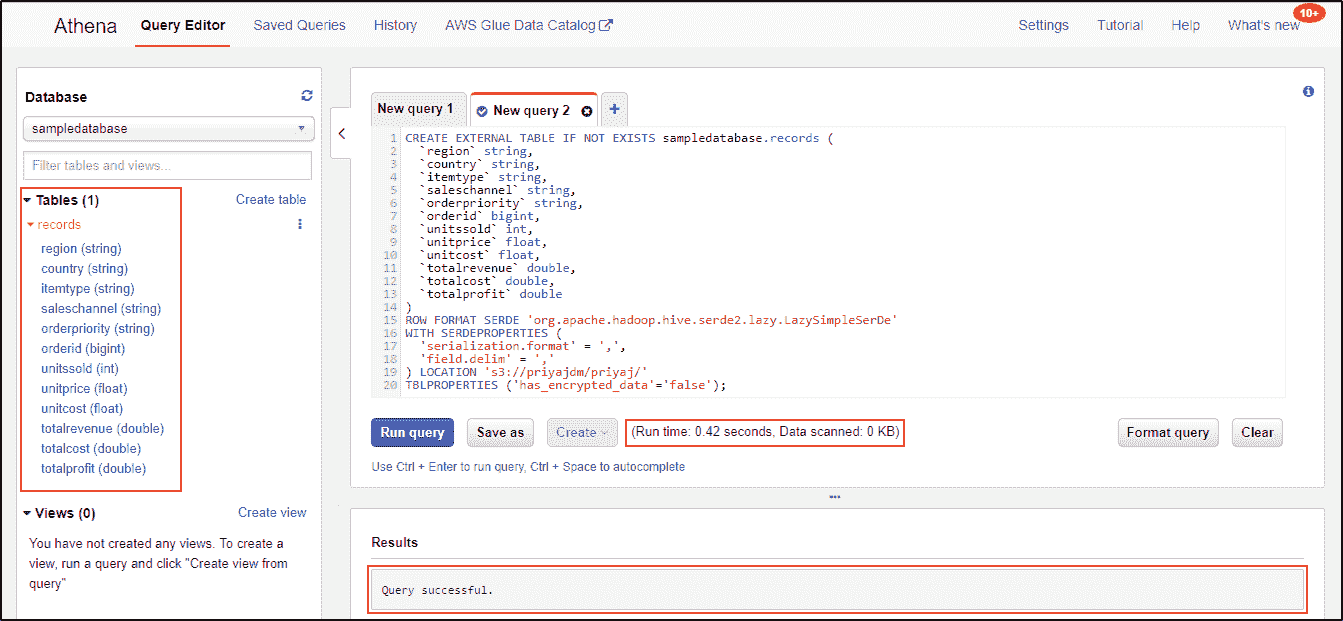 Athena Query Editor Saved Queries History AWS Glue Data Catalog Settings Tutorial Help What's new 10+
Database
sampledatabase
Filter tables and views...
Tables (1) Create table
records
region (string)
country (string)
itemtype (string)
saleschannel (string)
orderpriority (string)
orderid (bigint)
unitssold (int)
unitprice (float)
unitcost (float)
totalrevenue (double)
totalcost (double)
totalprofit (double)
Views (0) Create view
You have not created any views. To create a
view, run a query and click "Create view from
query"
New query 1 New query 2 +
1 CREATE EXTERNAL TABLE IF NOT EXISTS sampledatabase.records (
2 `region` string,
3 `country` string,
4 `itemtype` string,
5 `saleschannel` string,
6 `orderpriority` string,
7 `orderid` bigint,
8 `unitssold` int,
9 `unitprice` float,
10 `unitcost` float,
11 `totalrevenue` double,
12 `totalcost` double,
13 `totalprofit` double
14 )
15 ROW FORMAT SERDE 'org.apache.hadoop.hive.serde2.lazy.LazySimpleSerDe'
16 WITH SERDEPROPERTIES (
17 'serialization.format' = ',',
18 'field.delim' = ','
19 ) LOCATION 's3://priyajdm/priyaj/'
20 TBLPROPERTIES ('has_encrypted_data'='false');
Run query Save as Create (Run time: 0.42 seconds, Data scanned: 0 KB) Format query Clear
Use Ctrl + Enter to run query, Ctrl + Space to autocomplete
Results
Query successful.